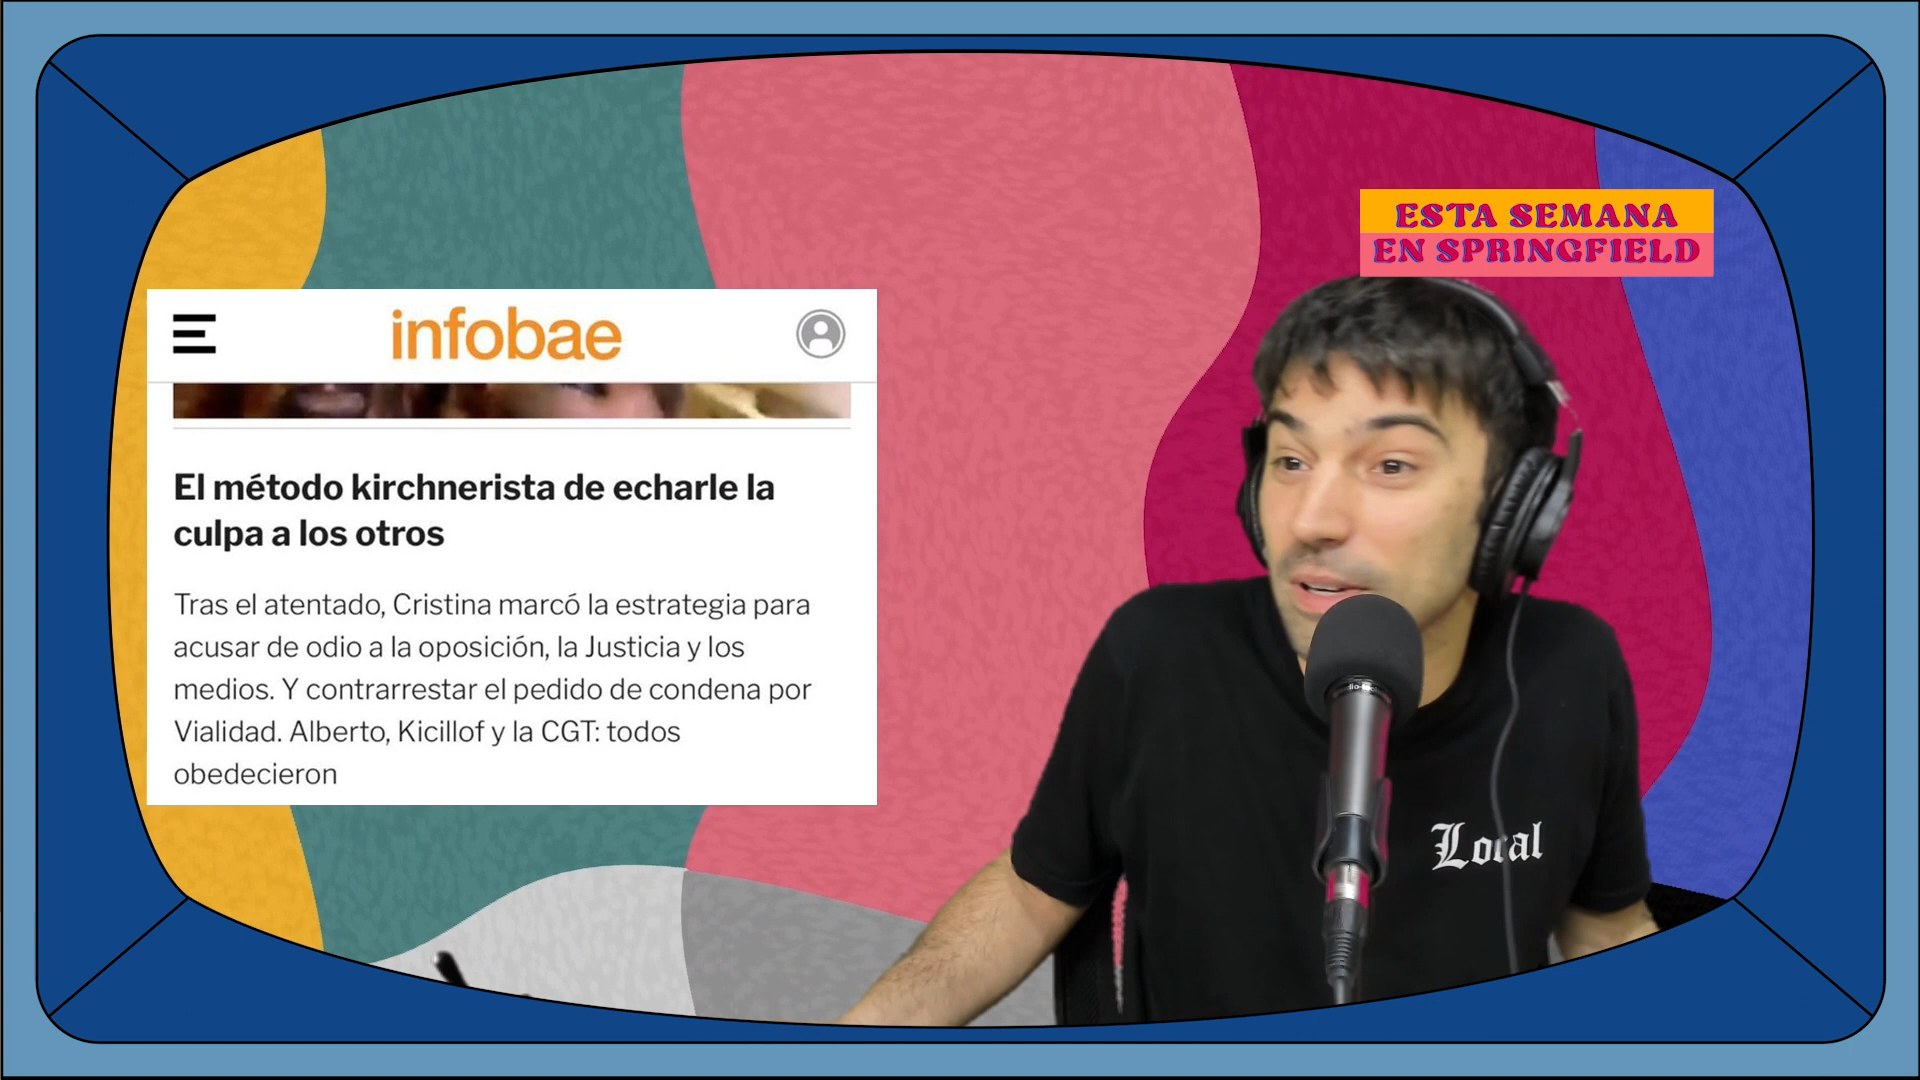 ESTA SEMANA
EN SPRINGFIELD
infobae
El método kirchnerista de echarle la
culpa a los otros
Tras el atentado, Cristina marcó la estrategia para
acusar de odio a la oposición, la Justicia y los
medios. Y contrarrestar el pedido de condena por
Vialidad. Alberto, Kicillof y la CGT: todos
obedecieron
Local